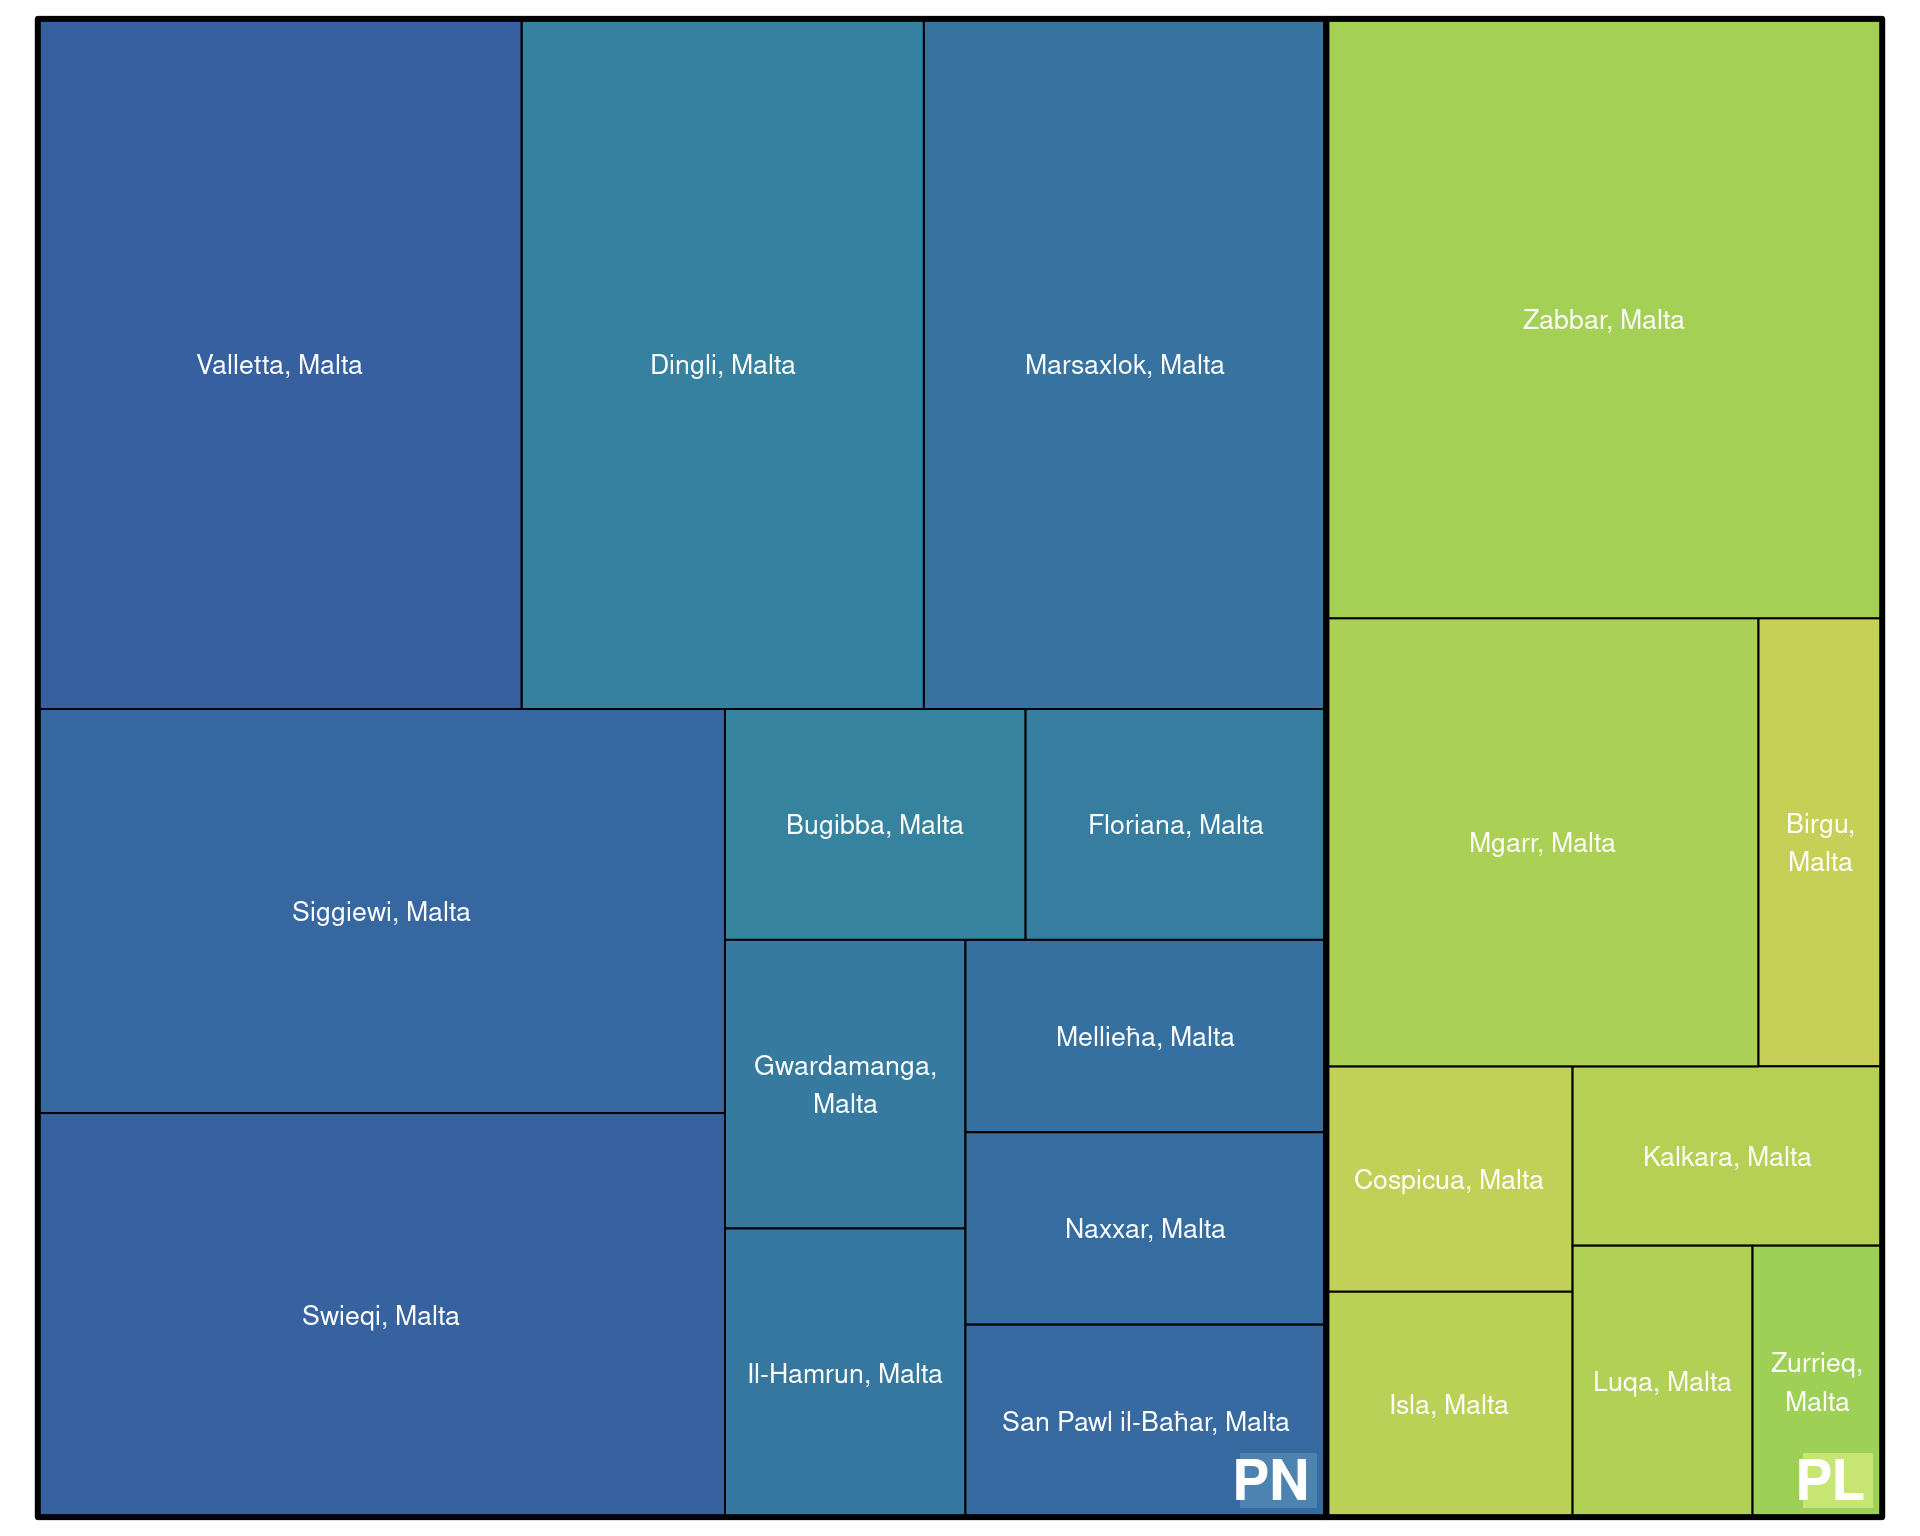 Valletta, Malta
Dingli, Malta
Marsaxlok, Malta
Zabbar, Malta
Siggiewi, Malta
Bugibba, Malta
Floriana, Malta
Mgarr, Malta
Birgu,
Malta
Gwardamanga,
Malta
Mellieħa, Malta
Swieqi, Malta
Il-Hamrun, Malta
Naxxar, Malta
San Pawl il-Baħar, Malta
Cospicua, Malta
Kalkara, Malta
Isla, Malta
Luqa, Malta
Zurrieq,
Malta
PN
PL